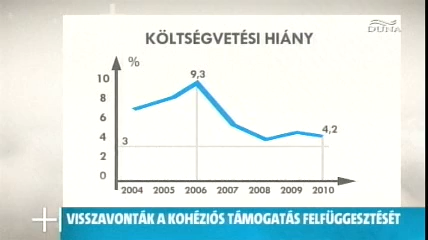 KÖLTSÉGVETÉSI HIÁNY
DUNA
%
10
9,3
8
6
4
4,2
3
2
0
2004 2005 2006 2007 2008 2009 2010
VISSZAVONTÁK A KOHÉZIÓS TÁMOGATÁS FELFÜGGESZTÉSÉT